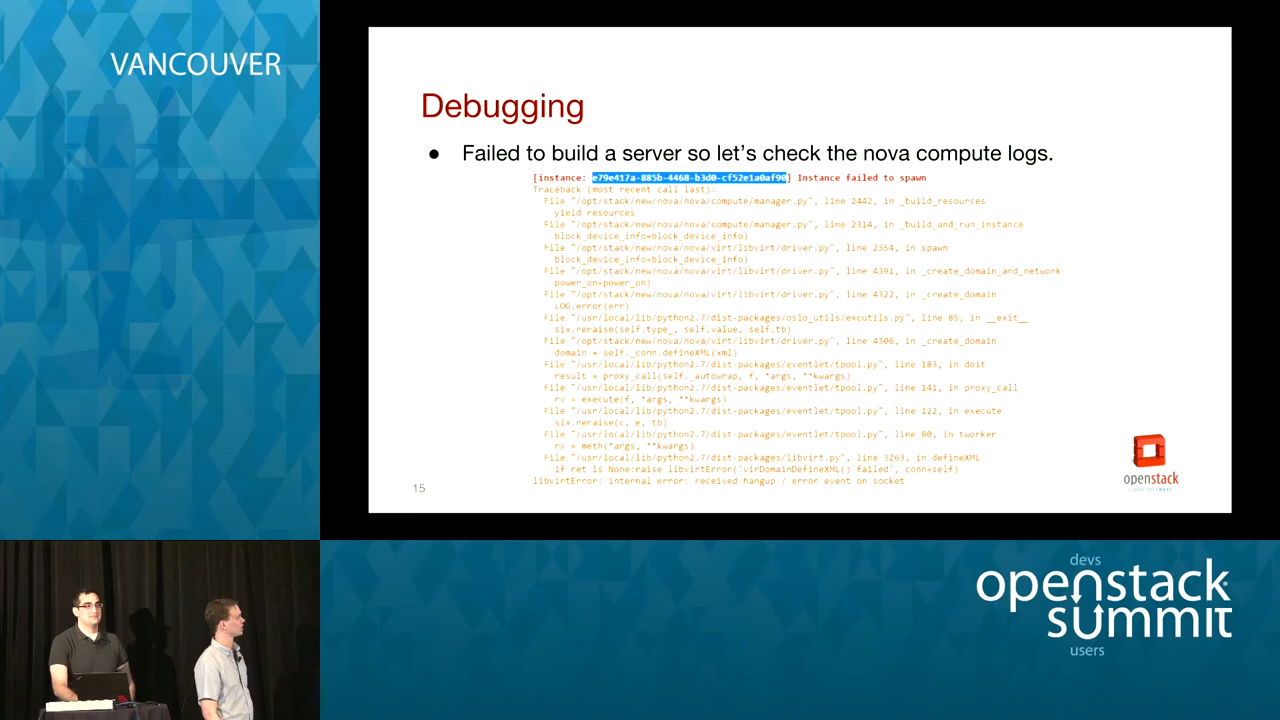 VANCOUVER
Debugging
● Failed to build a server so let's check the nova compute logs.
[instance: e79e417a-885b-4468-b3d0-cf52e1a0af90] Instance failed to spawn
Traceback (most recent call last):
File "/opt/stack/new/nova/nova/compute/manager.py", line 2442, in _build_resources
yield resources
File "/opt/stack/new/nova/nova/compute/manager.py", line 2314, in _build_and_run_instance
block_device_info=block_device_info)
File "/opt/stack/new/nova/nova/virt/libvirt/driver.py", line 2354, in spawn
block_device_info=block_device_info)
File "/opt/stack/new/nova/nova/virt/libvirt/driver.py", line 4391, in _create_domain_and_network
power_on=power_on)
File "/opt/stack/new/nova/nova/virt/libvirt/driver.py", line 4322, in _create_domain
LOG.error(err)
File "/usr/local/lib/python2.7/dist-packages/oslo_utils/excutils.py", line 85, in __exit__
six.reraise(self.type_, self.value, self.tb)
File "/opt/stack/new/nova/nova/virt/libvirt/driver.py", line 4306, in _create_domain
domain = self._conn.defineXML(xml)
File "/usr/local/lib/python2.7/dist-packages/eventlet/tpool.py", line 183, in doit
result = proxy_call(self._autowrap, f, *args, **kwargs)
File "/usr/local/lib/python2.7/dist-packages/eventlet/tpool.py", line 141, in proxy_call
rv = execute(f, *args, **kwargs)
File "/usr/local/lib/python2.7/dist-packages/eventlet/tpool.py", line 122, in execute
six.reraise(c, e, tb)
File "/usr/local/lib/python2.7/dist-packages/eventlet/tpool.py", line 80, in tworker
rv = meth(*args, **kwargs)
File "/usr/local/lib/python2.7/dist-packages/libvirt.py", line 3263, in defineXML
if ret is None:raise libvirtError('virDomainDefineXML() failed', conn=self)
libvirtError: internal error: received hangup / error event on socket
15
openstack
CLOUD SOFTWARE
devs
openstack
summit
users